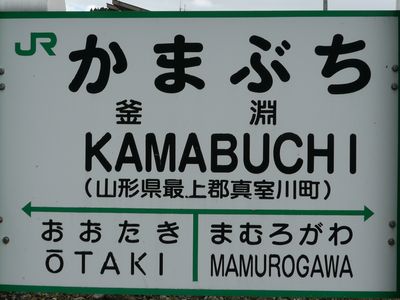 JR
かまぶち
釜淵
KAMABUCHI
(山形県最上郡真室川町)
おおたき まむろがわ
ŌTAKI MAMUROGAWA